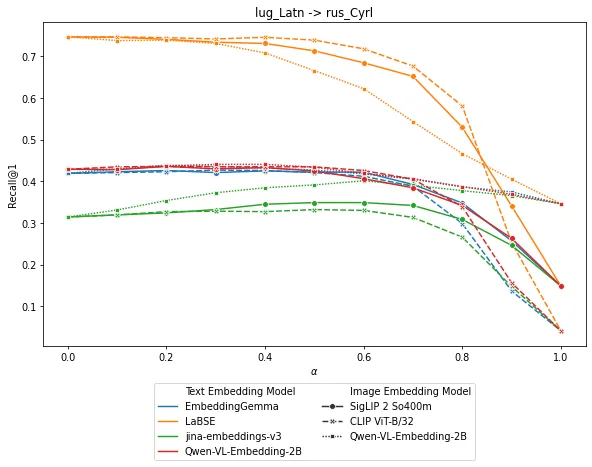 lug_Latn -> rus_Cyrl
Recall@1
0.7
0.6
0.5
0.4
0.3
0.2
0.1
0.0 0.2 0.4 0.6 0.8 1.0
α
Text Embedding Model Image Embedding Model
EmbeddingGemma SigLIP 2 So400m
LaBSE CLIP ViT-B/32
jina-embeddings-v3 Qwen-VL-Embedding-2B
Qwen-VL-Embedding-2B